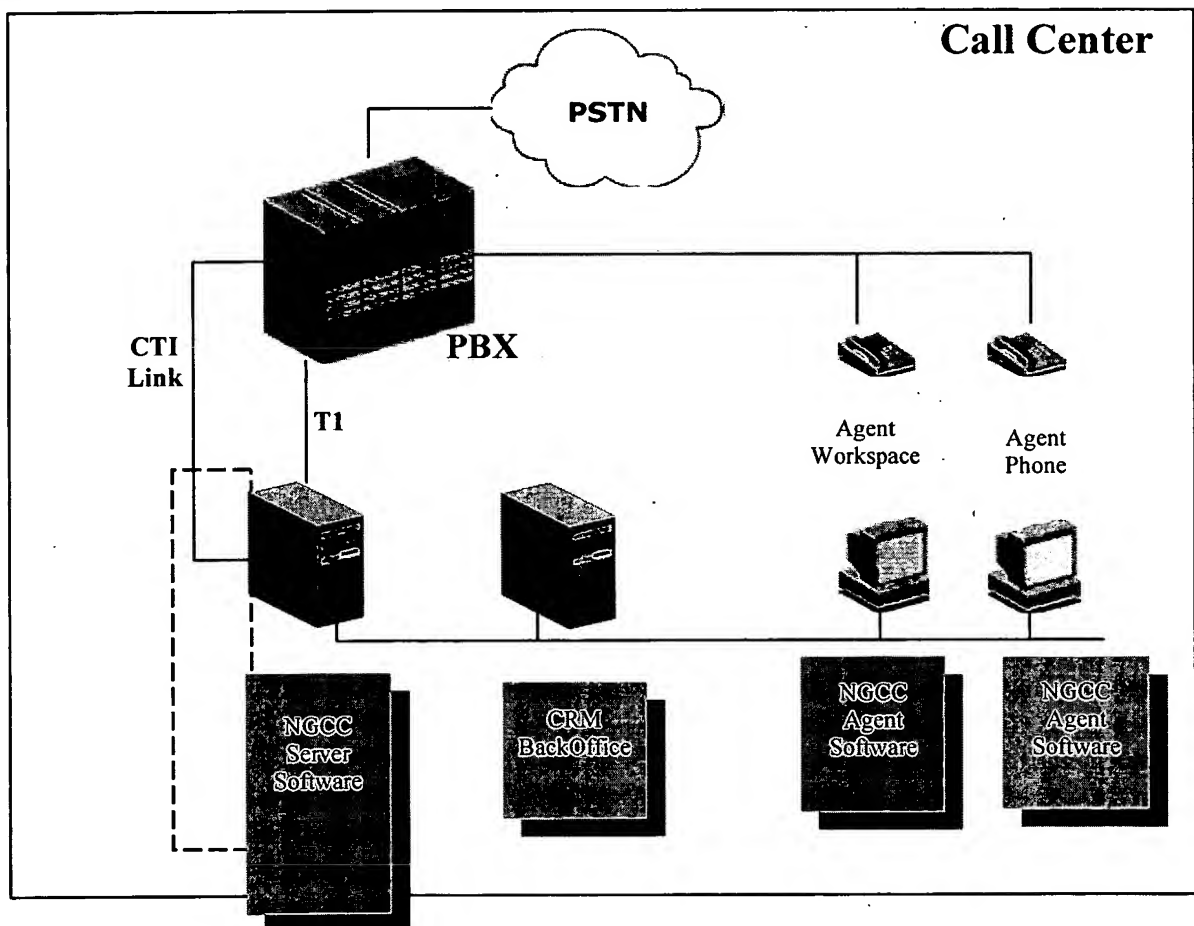 Call Center
PSTN
PBX
CTI
Link
T1
Agent
Workspace
Agent
Phone
NGCC
Server
Software
CRM
BackOffice
NGCC
Agent
Software
NGCC
Agent
Software